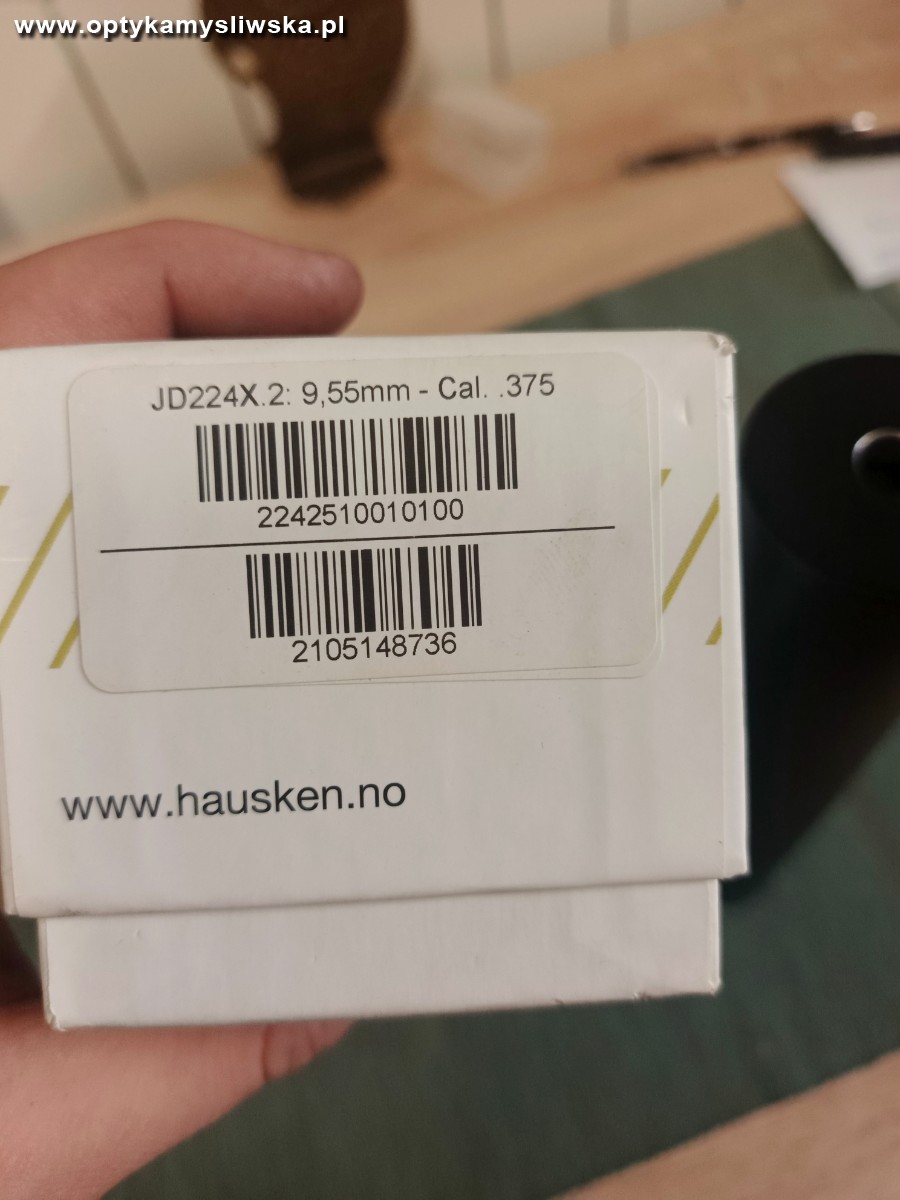 www.optykamysliwska.pl
JD224X.2: 9,55mm - Cal. .375
2242510010100
2105148736
www.hausken.no